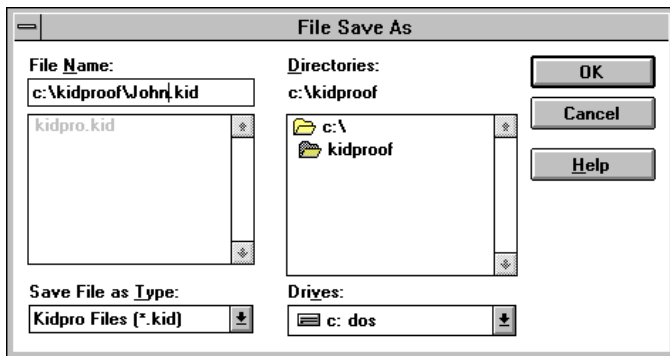 File Save As
File Name:
c:\kidproof\John.kid
kidpro.kid
Save File as Type:
Kidpro Files (*.kid)
Directories:
c:\kidproof
c:\
kidproof
Drives:
c: dos
OK
Cancel
Help